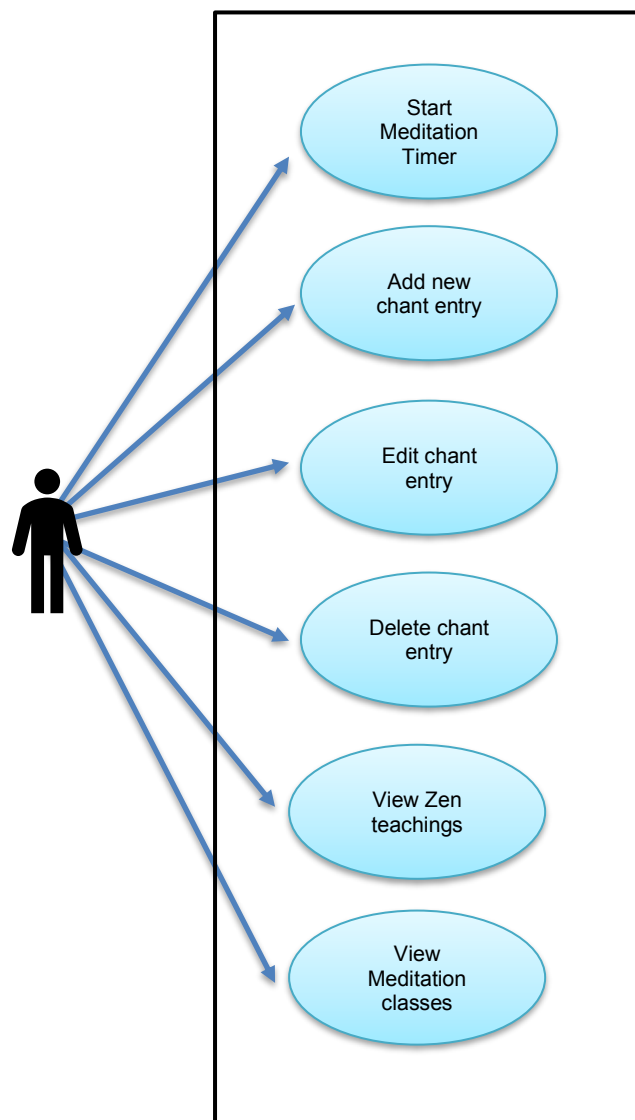 Start
Meditation
Timer
Add new
chant entry
Edit chant
entry
Delete chant
entry
View Zen
teachings
View
Meditation
classes